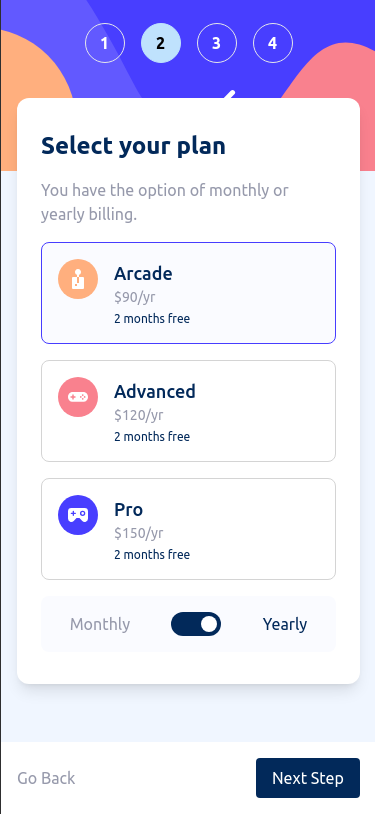 1 2 3 4
Select your plan
You have the option of monthly or
yearly billing.
Arcade
$90/yr
2 months free
Advanced
$120/yr
2 months free
Pro
$150/yr
2 months free
Monthly Yearly
Go Back Next Step